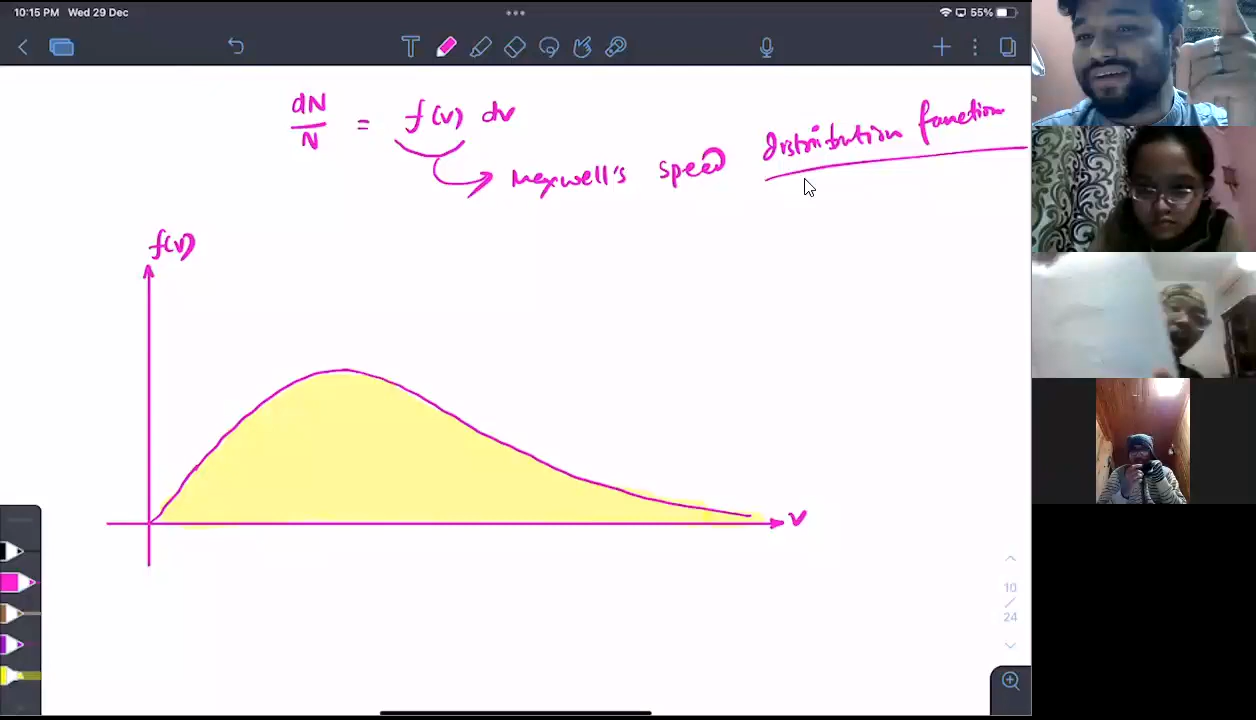 10:15 PM Wed 29 Dec
55%
dN/N = f(v) dv
Maxwell's speed distribution function
f(v)
v
10
/
24